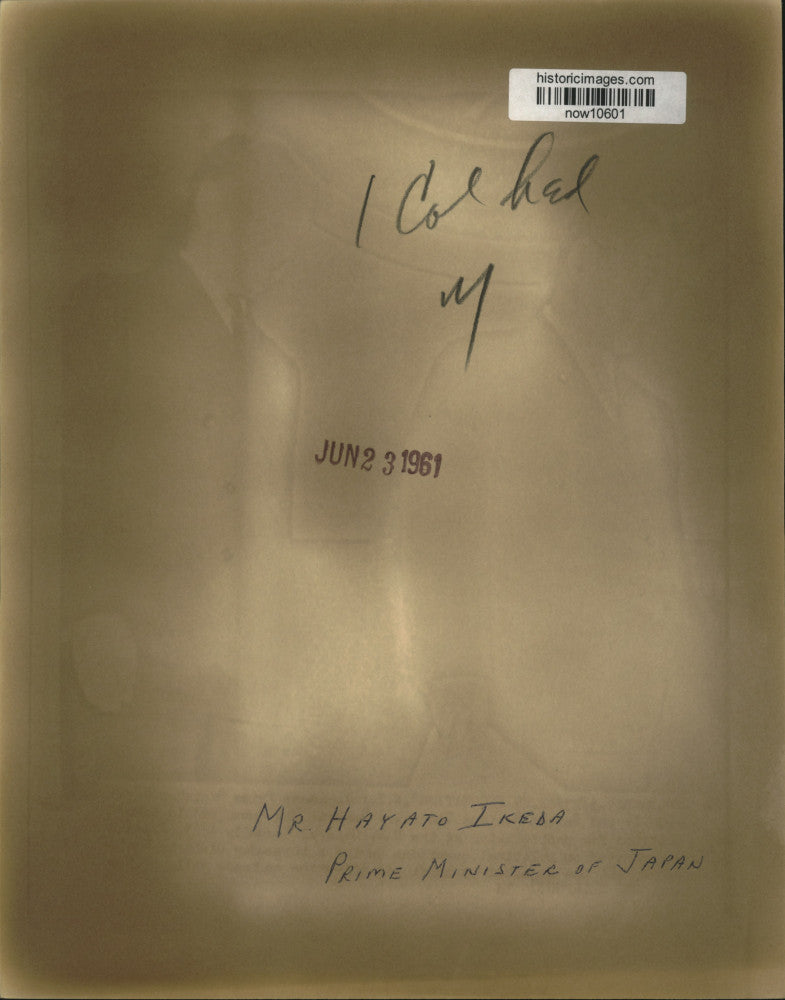 historicimages.com
now10601
1 Col hed
M
JUN 23 1961
MR. HAYATO IKEDA
PRIME MINISTER OF JAPAN